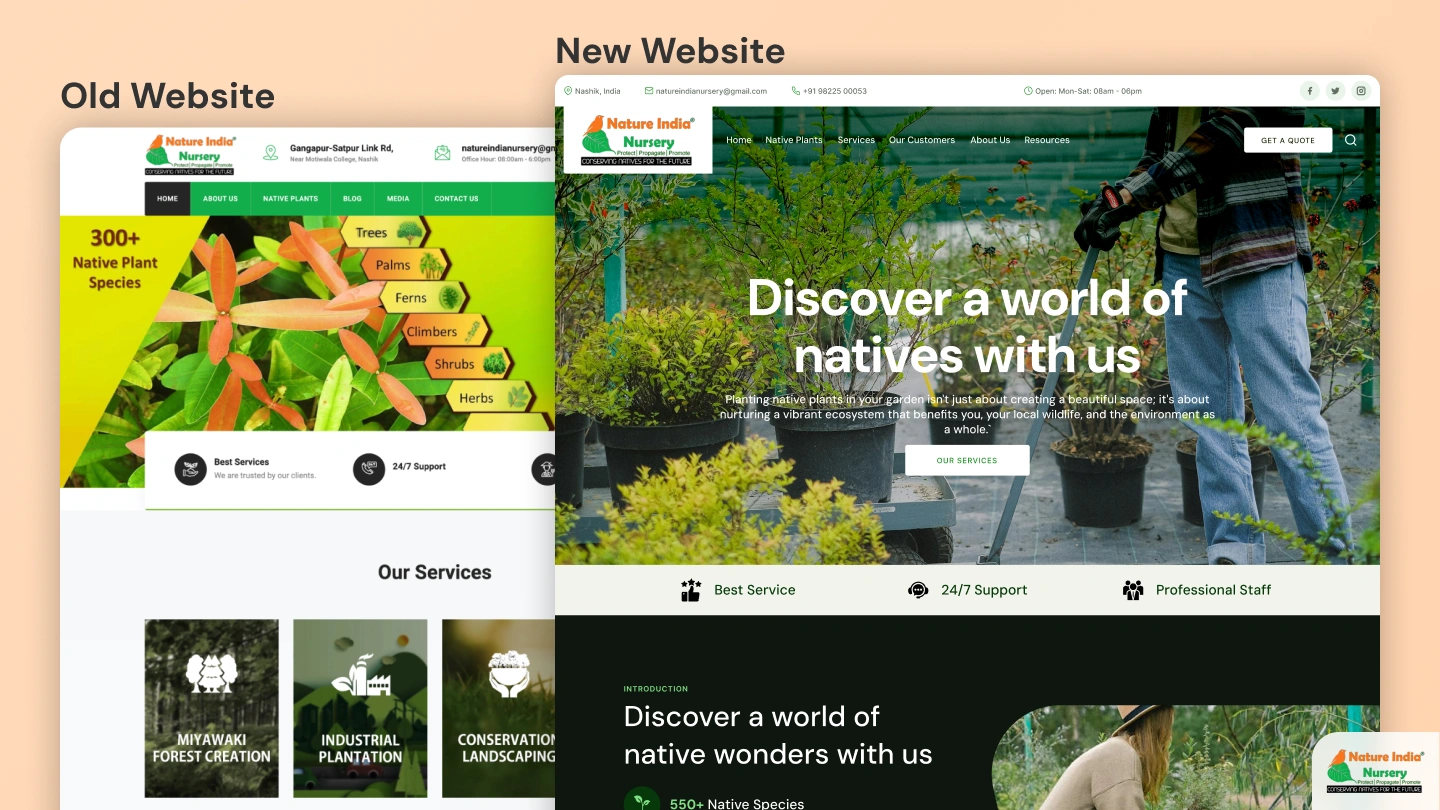 New Website
Old Website
Nature India®
Nursery
Protect | Propagate | Promote
CONSERVING NATIVES FOR THE FUTURE
Gangapur-Satpur Link Rd,
Near Motiwala College, Nashik
natureindianursery@gn
Office Hour: 08:00am - 6:00pm
HOME
ABOUT US
NATIVE PLANTS
BLOG
MEDIA
CONTACT US
300+
Native Plant
Species
Trees
Palms
Ferns
Climbers
Shrubs
Herbs
Best Services
We are trusted by our clients.
24/7 Support
Our Services
MIYAWAKI
FOREST CREATION
INDUSTRIAL
PLANTATION
CONSERVATION
LANDSCAPING
Nashik, India
natureindianursery@gmail.com
+91 98225 00053
Open: Mon-Sat: 08am - 06pm
Nature India®
Nursery
Protect | Propagate | Promote
CONSERVING NATIVES FOR THE FUTURE
Home
Native Plants
Services
Our Customers
About Us
Resources
GET A QUOTE
Discover a world of
natives with us
Planting native plants in your garden isn't just about creating a beautiful space; it's about
nurturing a vibrant ecosystem that benefits you, your local wildlife, and the environment as
a whole.`
OUR SERVICES
Best Service
24/7 Support
Professional Staff
INTRODUCTION
Discover a world of
native wonders with us
550+ Native Species
Nature India®
Nursery
Protect | Propagate | Promote
CONSERVING NATIVES FOR THE FUTURE